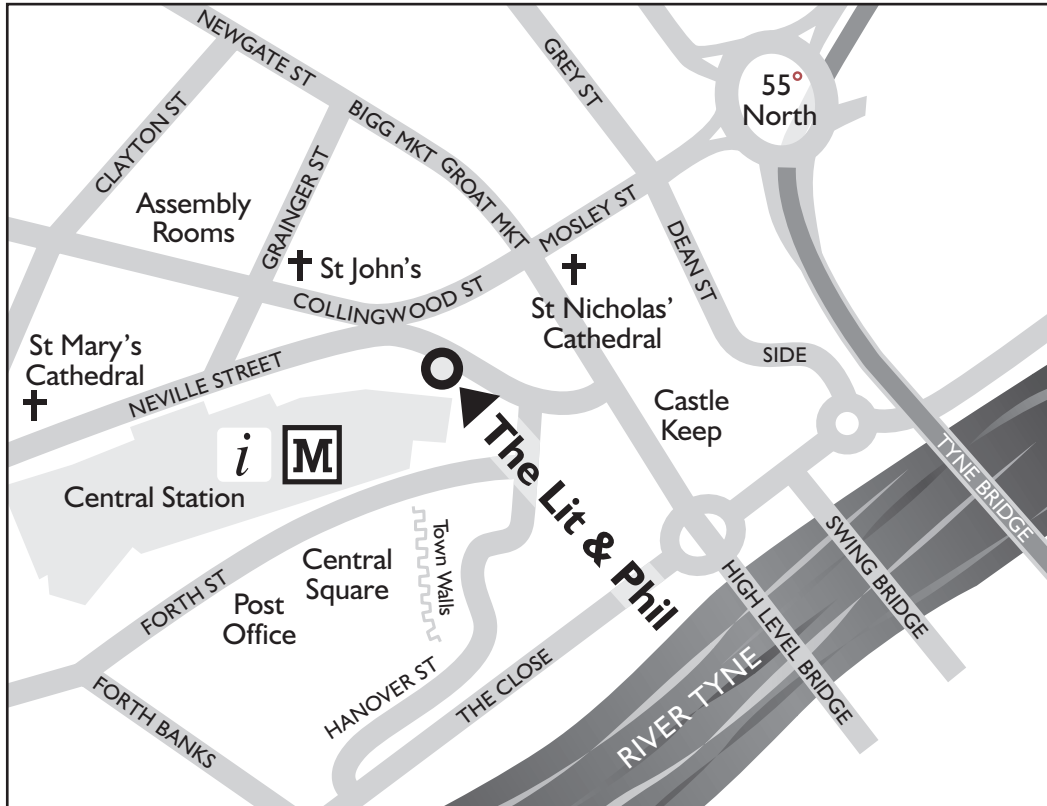 NEWGATE ST
GREY ST
55°
North
CLAYTON ST
BIGG MKT
GROAT MKT
GRAINGER ST
Assembly
Rooms
MOSLEY ST
DEAN ST
St John's
COLLINGWOOD ST
St Nicholas'
Cathedral
St Mary's
Cathedral
NEVILLE STREET
SIDE
Castle
Keep
i
M
Central Station
The Lit & Phil
TYNE BRIDGE
Town Walls
SWING BRIDGE
Central
Square
FORTH ST
Post
Office
HIGH LEVEL BRIDGE
HANOVER ST
THE CLOSE
RIVER TYNE
FORTH BANKS